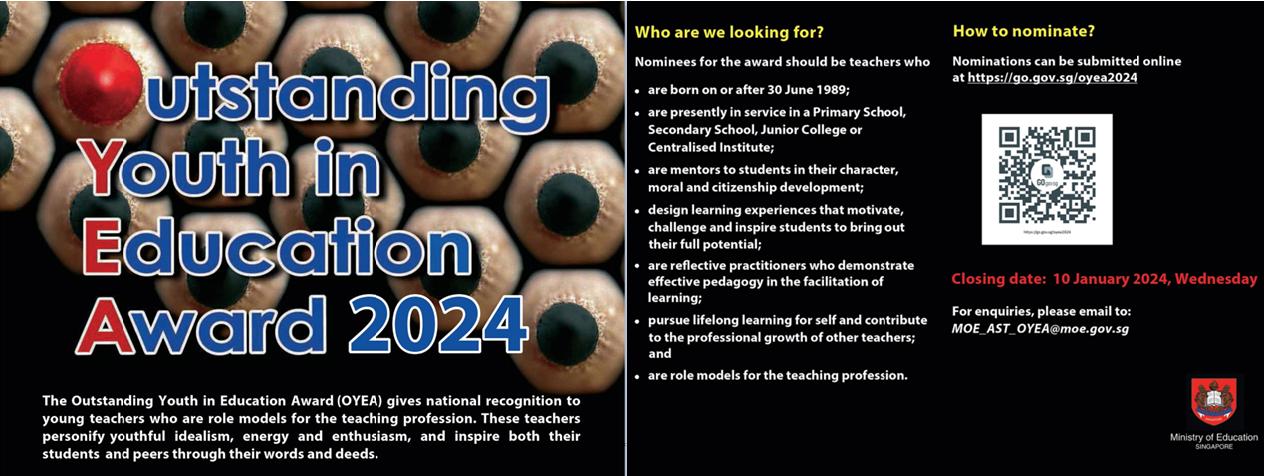 Outstanding
Youth in
Education
Award 2024
The Outstanding Youth in Education Award (OYEA) gives national recognition to
young teachers who are role models for the teaching profession. These teachers
personify youthful idealism, energy and enthusiasm, and inspire both their
students and peers through their words and deeds.
Who are we looking for?
Nominees for the award should be teachers who
• are born on or after 30 June 1989;
• are presently in service in a Primary School,
Secondary School, Junior College or
Centralised Institute;
• are mentors to students in their character,
moral and citizenship development;
• design learning experiences that motivate,
challenge and inspire students to bring out
their full potential;
• are reflective practitioners who demonstrate
effective pedagogy in the facilitation of
learning;
• pursue lifelong learning for self and contribute
to the professional growth of other teachers;
and
• are role models for the teaching profession.
How to nominate?
Nominations can be submitted online
at https://go.gov.sg/oyea2024
GOgov.sg
https://go.gov.sg/oyea2024
Closing date: 10 January 2024, Wednesday
For enquiries, please email to:
MOE_AST_OYEA@moe.gov.sg
Ministry of Education
SINGAPORE